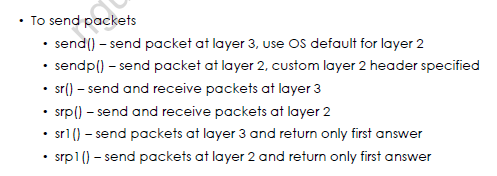 • To send packets
• send() – send packet at layer 3, use OS default for layer 2
• sendp() – send packet at layer 2, custom layer 2 header specified
• sr() – send and receive packets at layer 3
• srp() – send and receive packets at layer 2
• sr1() – send packets at layer 3 and return only first answer
• srp1() – send packets at layer 2 and return only first answer